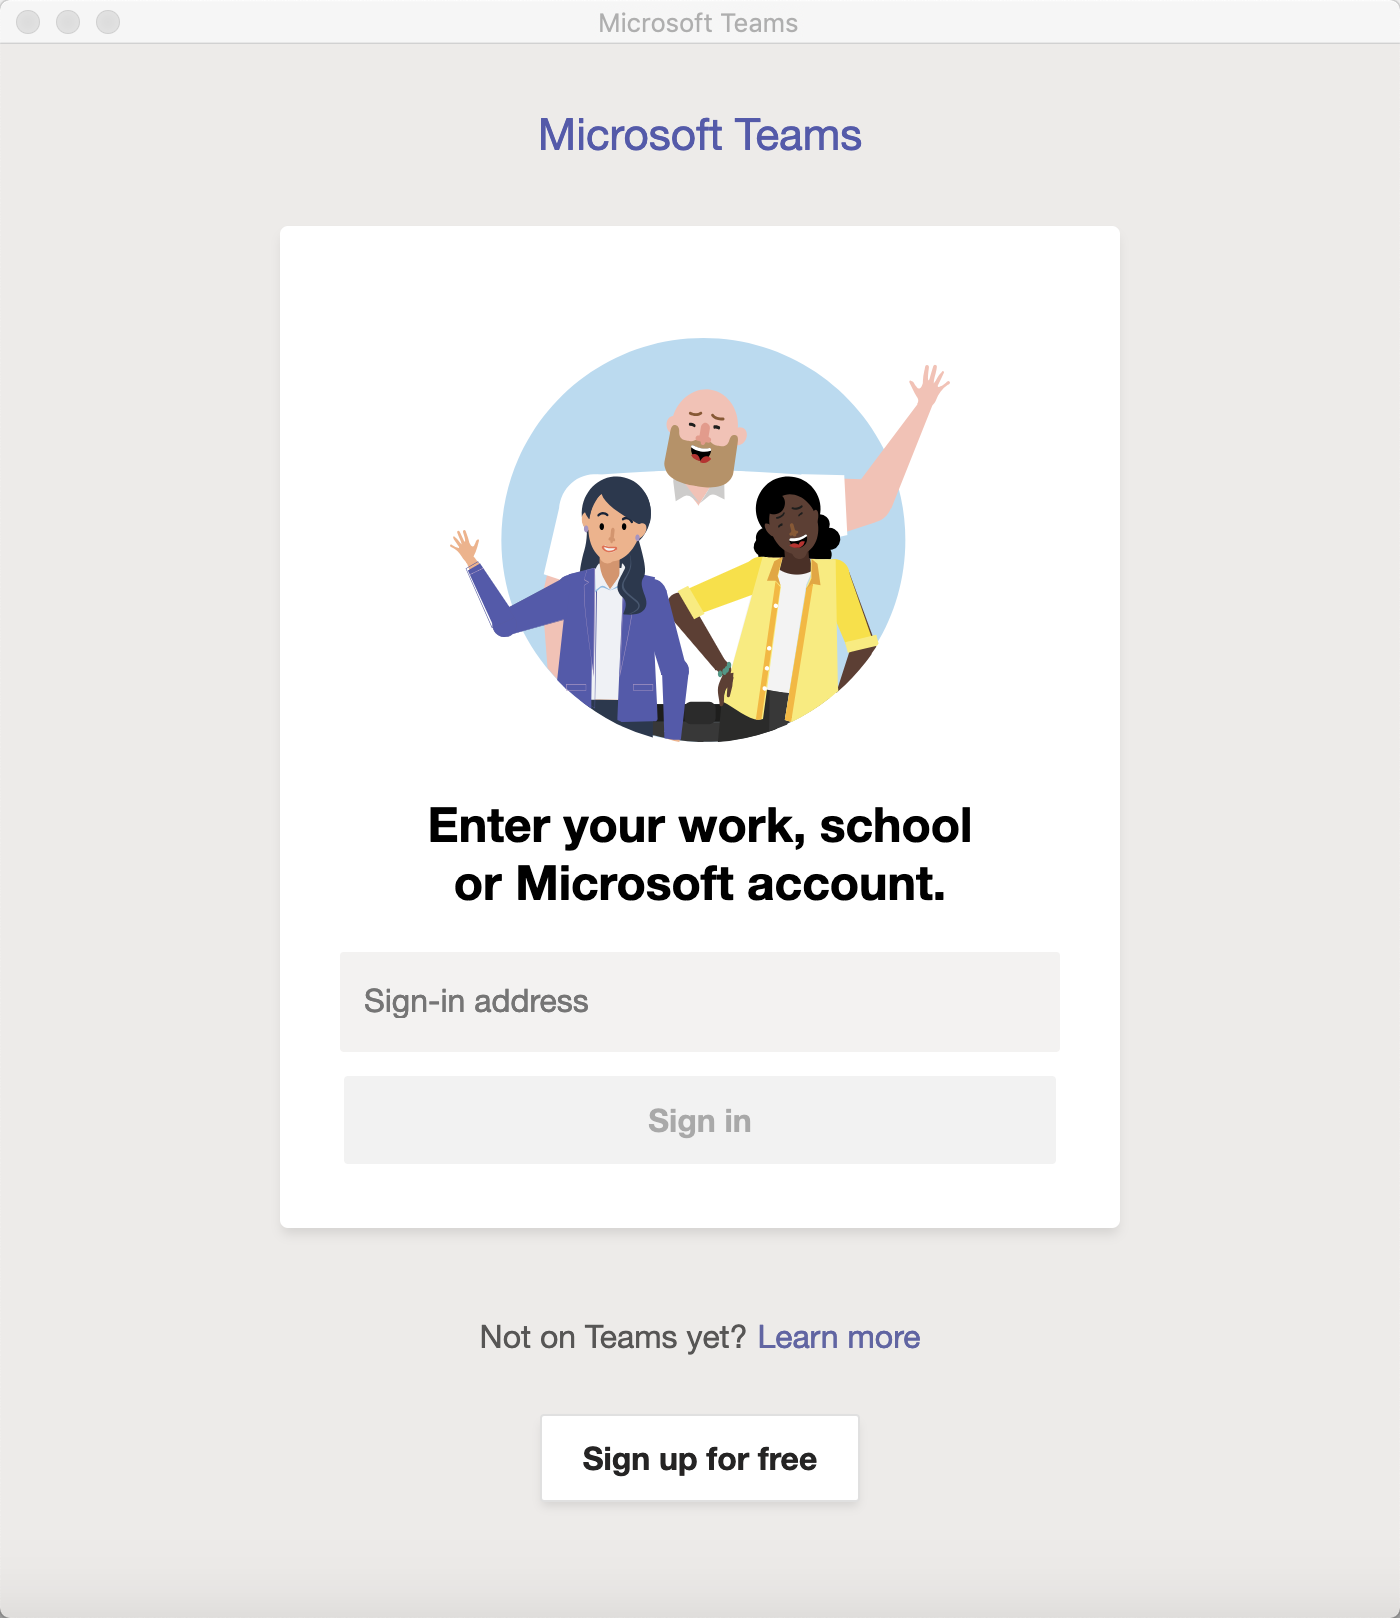 Microsoft Teams
Microsoft Teams
Enter your work, school
or Microsoft account.
Sign-in address
Sign in
Not on Teams yet? Learn more
Sign up for free